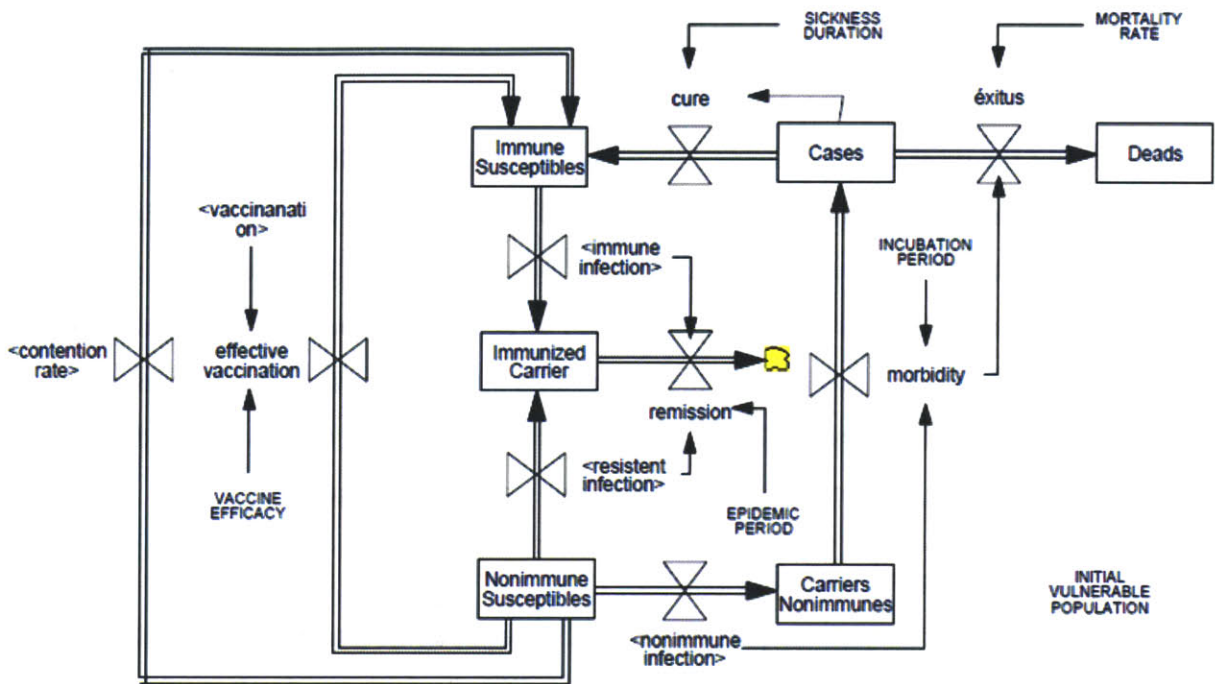 SICKNESS
DURATION
MORTALITY
RATE
cure
éxitus
Immune
Susceptibles
Cases
Deads
<vaccinanati
on>
<immune
infection>
INCUBATION
PERIOD
<contention
rate>
effective
vaccination
Immunized
Carrier
morbidity
remission
<resistent
infection>
VACCINE
EFFICACY
EPIDEMIC
PERIOD
Nonimmune
Susceptibles
Carriers
Nonimmunes
INITIAL
VULNERABLE
POPULATION
<nonimmune
infection>